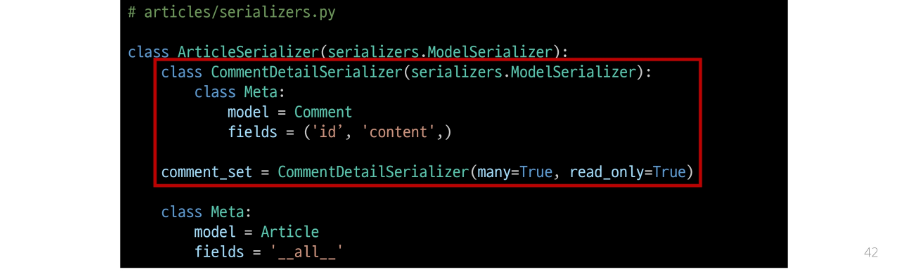 # articles/serializers.py
class ArticleSerializer(serializers.ModelSerializer):
class CommentDetailSerializer(serializers.ModelSerializer):
class Meta:
model = Comment
fields = ('id’, 'content',)
comment_set = CommentDetailSerializer(many=True, read_only=True)
class Meta:
model = Article
fields = '__all__'
42